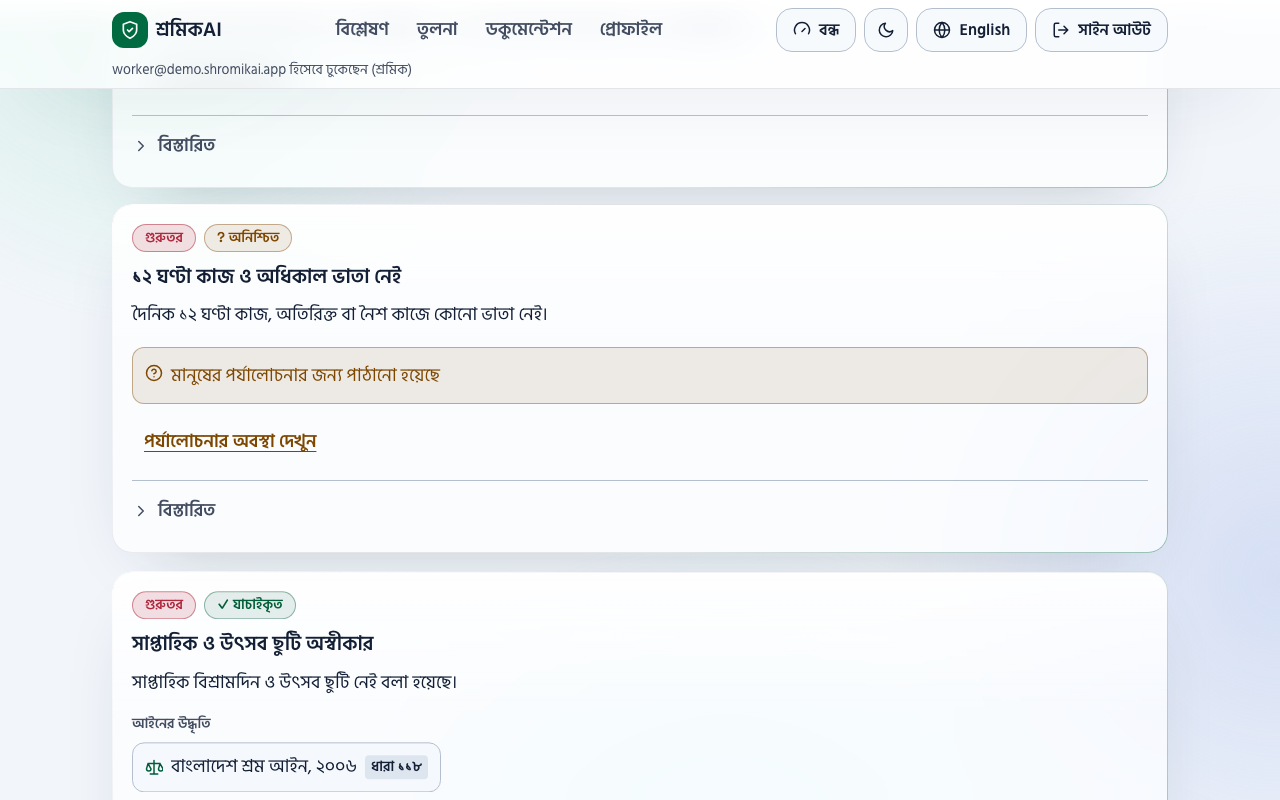 শ্রমিকAI
বিশ্লেষণ
তুলনা
ডকুমেন্টেশন
প্রোফাইল
বন্ধ
English
সাইন আউট
worker@demo.shromikai.app হিসেবে ঢুকেছেন (শ্রমিক)
বিস্তারিত
গুরুতর
? অনিশ্চিত
১২ ঘণ্টা কাজ ও অধিকাল ভাতা নেই
দৈনিক ১২ ঘণ্টা কাজ, অতিরিক্ত বা নৈশ কাজে কোনো ভাতা নেই।
মানুষের পর্যালোচনার জন্য পাঠানো হয়েছে
পর্যালোচনার অবস্থা দেখুন
বিস্তারিত
গুরুতর
✓ যাচাইকৃত
সাপ্তাহিক ও উৎসব ছুটি অস্বীকার
সাপ্তাহিক বিশ্রামদিন ও উৎসব ছুটি নেই বলা হয়েছে।
আইনের উদ্ধৃতি
বাংলাদেশ শ্রম আইন, ২০০৬ ধারা ১১৮